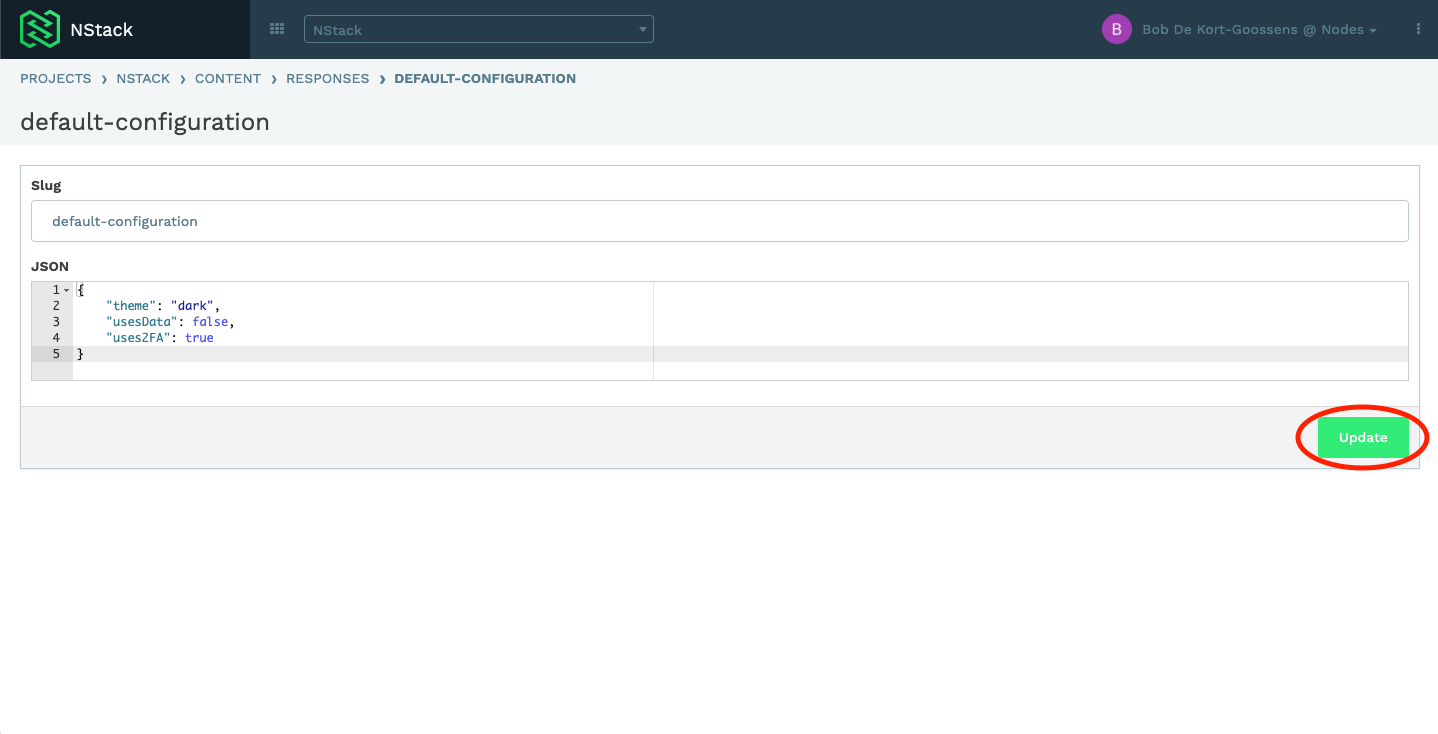 NStack
NStack
B Bob De Kort-Goossens @ Nodes
PROJECTS › NSTACK › CONTENT › RESPONSES › DEFAULT-CONFIGURATION
default-configuration
Slug
default-configuration
JSON
1 {
2 "theme": "dark",
3 "usesData": false,
4 "uses2FA": true
5 }
Update